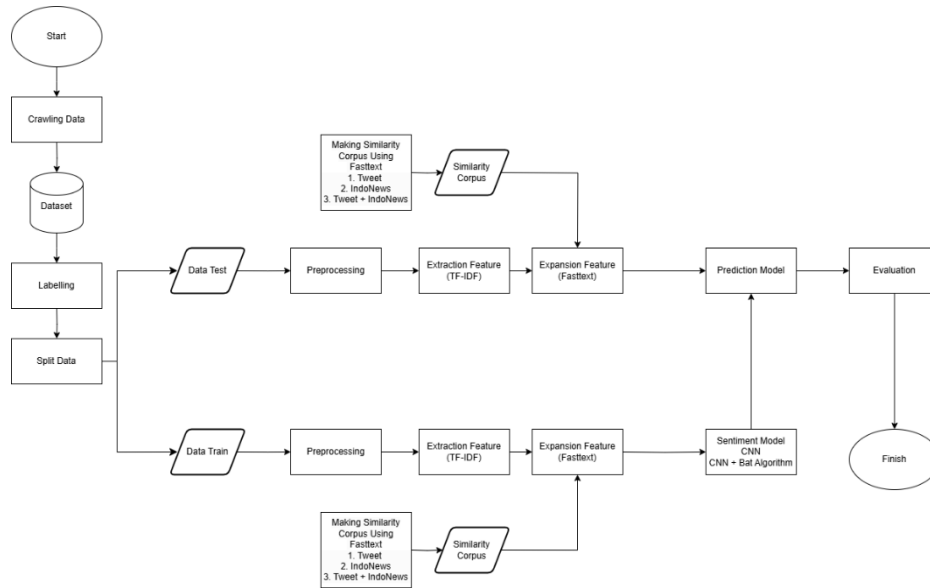 Start
Crawling Data
Dataset
Labelling
Split Data
Making Similarity
Corpus Using
Fasttext
1. Tweet
2. IndoNews
3. Tweet + IndoNews
Similarity
Corpus
Data Test
Preprocessing
Extraction Feature
(TF-IDF)
Expansion Feature
(Fasttext)
Prediction Model
Evaluation
Data Train
Preprocessing
Extraction Feature
(TF-IDF)
Expansion Feature
(Fasttext)
Sentiment Model
CNN
CNN + Bat Algorithm
Finish
Making Similarity
Corpus Using
Fasttext
1. Tweet
2. IndoNews
3. Tweet + IndoNews
Similarity
Corpus